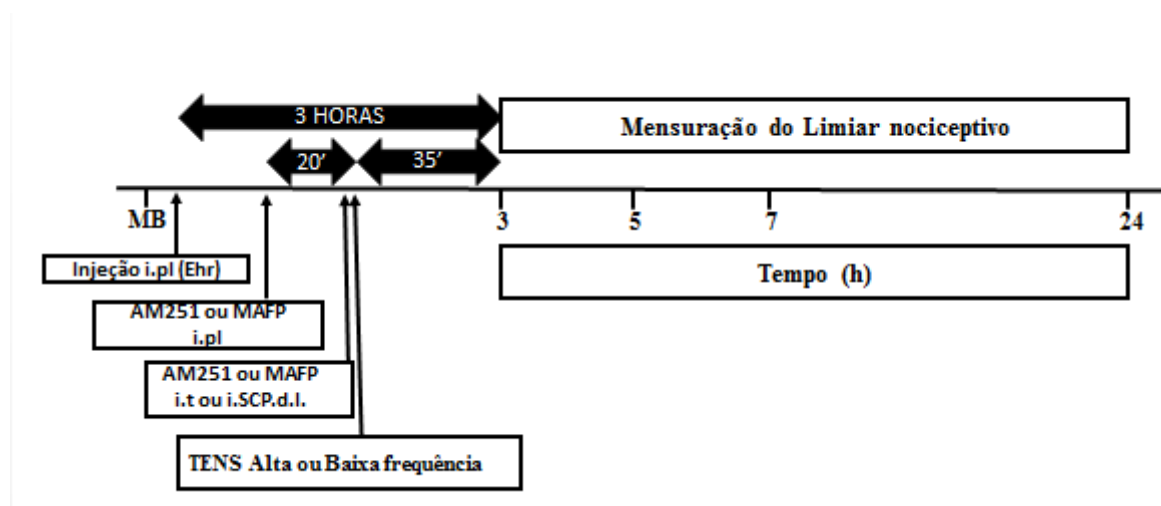 3 HORAS
Mensuração do Limiar nociceptivo
20’
35’
MB
3
5
7
24
Injeção i.pl (Ehr)
Tempo (h)
AM251 ou MAFP
i.pl
AM251 ou MAFP
i.t ou i.SCP.d.l.
TENS Alta ou Baixa frequência